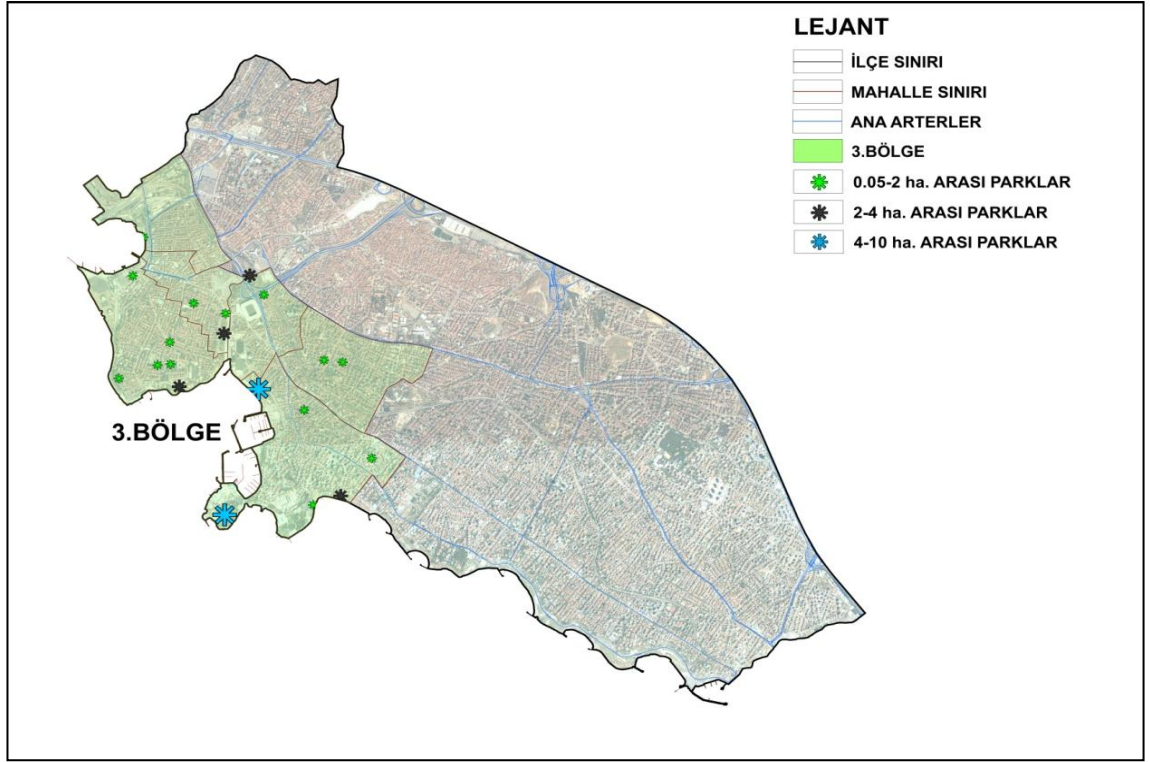 LEJANT
İLÇE SINIRI
MAHALLE SINIRI
ANA ARTERLER
3.BÖLGE
0.05-2 ha. ARASI PARKLAR
2-4 ha. ARASI PARKLAR
4-10 ha. ARASI PARKLAR
3.BÖLGE